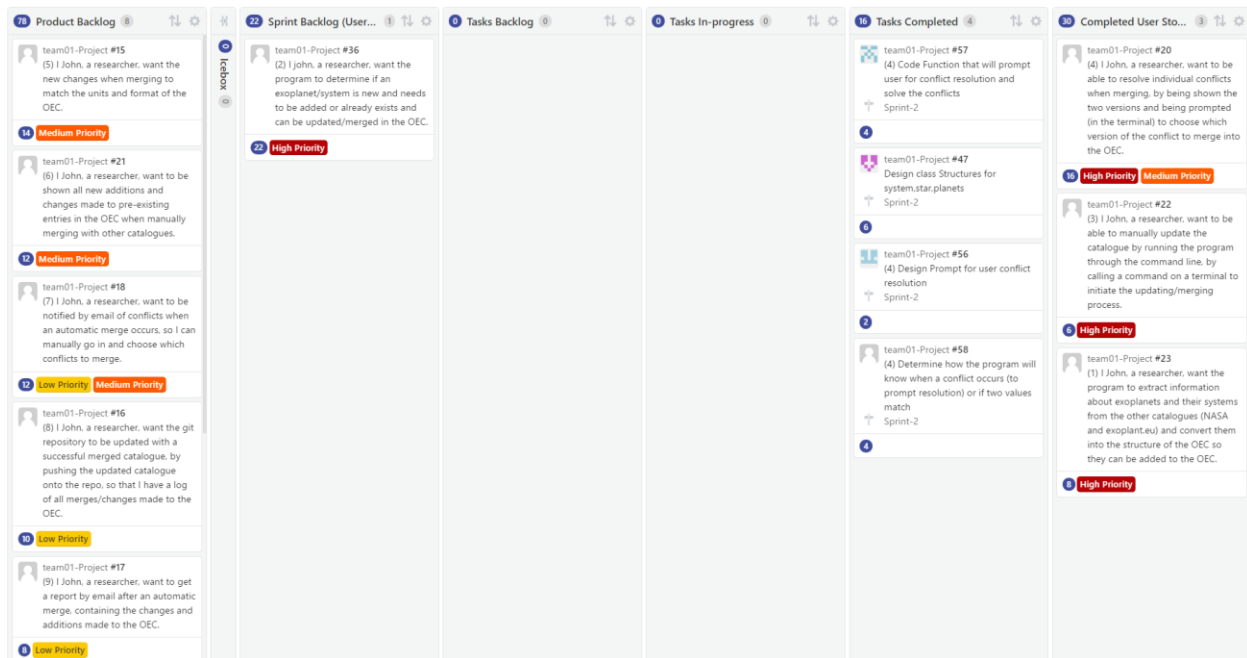 78 Product Backlog 8
team01-Project #15
(5) I John, a researcher, want the
new changes when merging to
match the units and format of the
OEC.
14 Medium Priority
team01-Project #21
(6) I John, a researcher, want to be
shown all new additions and
changes made to pre-existing
entries in the OEC when manually
merging with other catalogues.
12 Medium Priority
team01-Project #18
(7) I John, a researcher, want to be
notified by email of conflicts when
an automatic merge occurs, so I can
manually go in and choose which
conflicts to merge.
12 Low Priority Medium Priority
team01-Project #16
(8) I John, a researcher, want the git
repository to be updated with a
successful merged catalogue, by
pushing the updated catalogue
onto the repo, so that I have a log
of all merges/changes made to the
OEC.
10 Low Priority
team01-Project #17
(9) I John, a researcher, want to get
a report by email after an automatic
merge, containing the changes and
additions made to the OEC.
8 Low Priority
0 Icebox 0
22 Sprint Backlog (User... 1
team01-Project #36
(2) I john, a researcher, want the
program to determine if an
exoplanet/system is new and needs
to be added or already exists and
can be updated/merged in the OEC.
22 High Priority
0 Tasks Backlog 0
0 Tasks In-progress 0
16 Tasks Completed 4
team01-Project #57
(4) Code Function that will prompt
user for conflict resolution and
solve the conflicts
Sprint-2
4
team01-Project #47
Design class Structures for
system,star,planets
Sprint-2
6
team01-Project #56
(4) Design Prompt for user conflict
resolution
Sprint-2
2
team01-Project #58
(4) Determine how the program will
know when a conflict occurs (to
prompt resolution) or if two values
match
Sprint-2
4
30 Completed User Sto... 3
team01-Project #20
(4) I John, a researcher, want to be
able to resolve individual conflicts
when merging, by being shown the
two versions and being prompted
(in the terminal) to choose which
version of the conflict to merge into
the OEC.
16 High Priority Medium Priority
team01-Project #22
(3) I John, a researcher, want to be
able to manually update the
catalogue by running the program
through the command line, by
calling a command on a terminal to
initiate the updating/merging
process.
6 High Priority
team01-Project #23
(1) I John, a researcher, want the
program to extract information
about exoplanets and their systems
from the other catalogues (NASA
and exoplant.eu) and convert them
into the structure of the OEC so
they can be added to the OEC.
8 High Priority